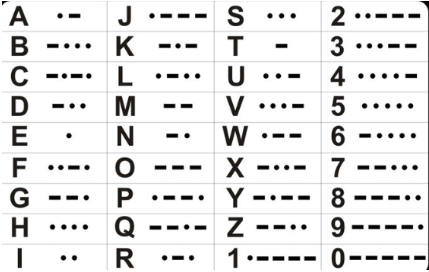 A •– J •––– S ••• 2 ••–––
B –••• K –•– T – 3 •••––
C –•–• L •–•• U ••– 4 ••••–
D –•• M –– V •••– 5 •••••
E • N –• W •–– 6 –••••
F ••–• O ––– X –••– 7 ––•••
G ––• P •––• Y –•–– 8 –––••
H •••• Q ––•– Z ––•• 9 ––––•
I •• R •–• 1 •–––– 0 –––––